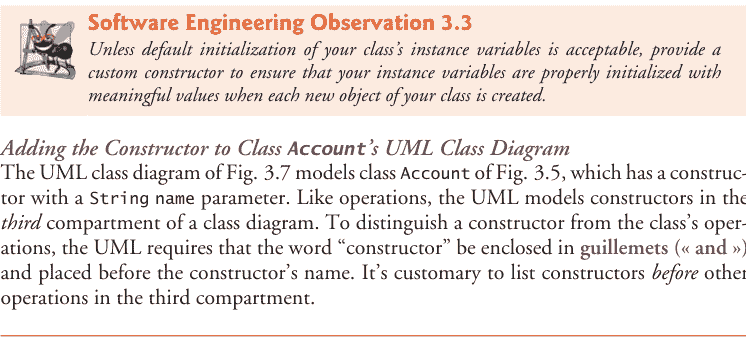 Software Engineering Observation 3.3
Unless default initialization of your class’s instance variables is acceptable, provide a
custom constructor to ensure that your instance variables are properly initialized with
meaningful values when each new object of your class is created.
Adding the Constructor to Class Account’s UML Class Diagram
The UML class diagram of Fig. 3.7 models class Account of Fig. 3.5, which has a construc-
tor with a String name parameter. Like operations, the UML models constructors in the
third compartment of a class diagram. To distinguish a constructor from the class’s oper-
ations, the UML requires that the word “constructor” be enclosed in guillemets (« and »)
and placed before the constructor’s name. It’s customary to list constructors before other
operations in the third compartment.